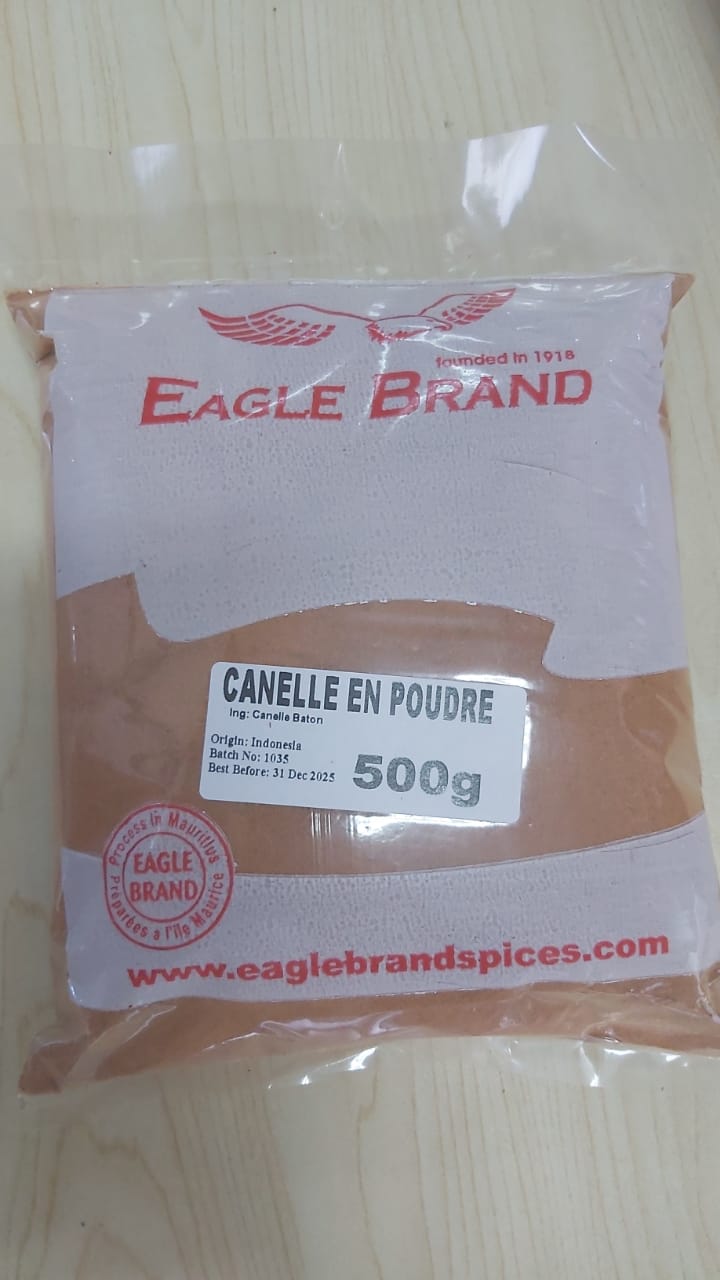 founded in 1918
EAGLE BRAND
CANELLE EN POUDRE
Ing: Canelle Baton
Origin: Indonesia
Batch No: 1035
Best Before: 31 Dec 2025
500g
Process in Mauritius
EAGLE
BRAND
Préparées a l'ile Maurice
www.eaglebrandspices.com